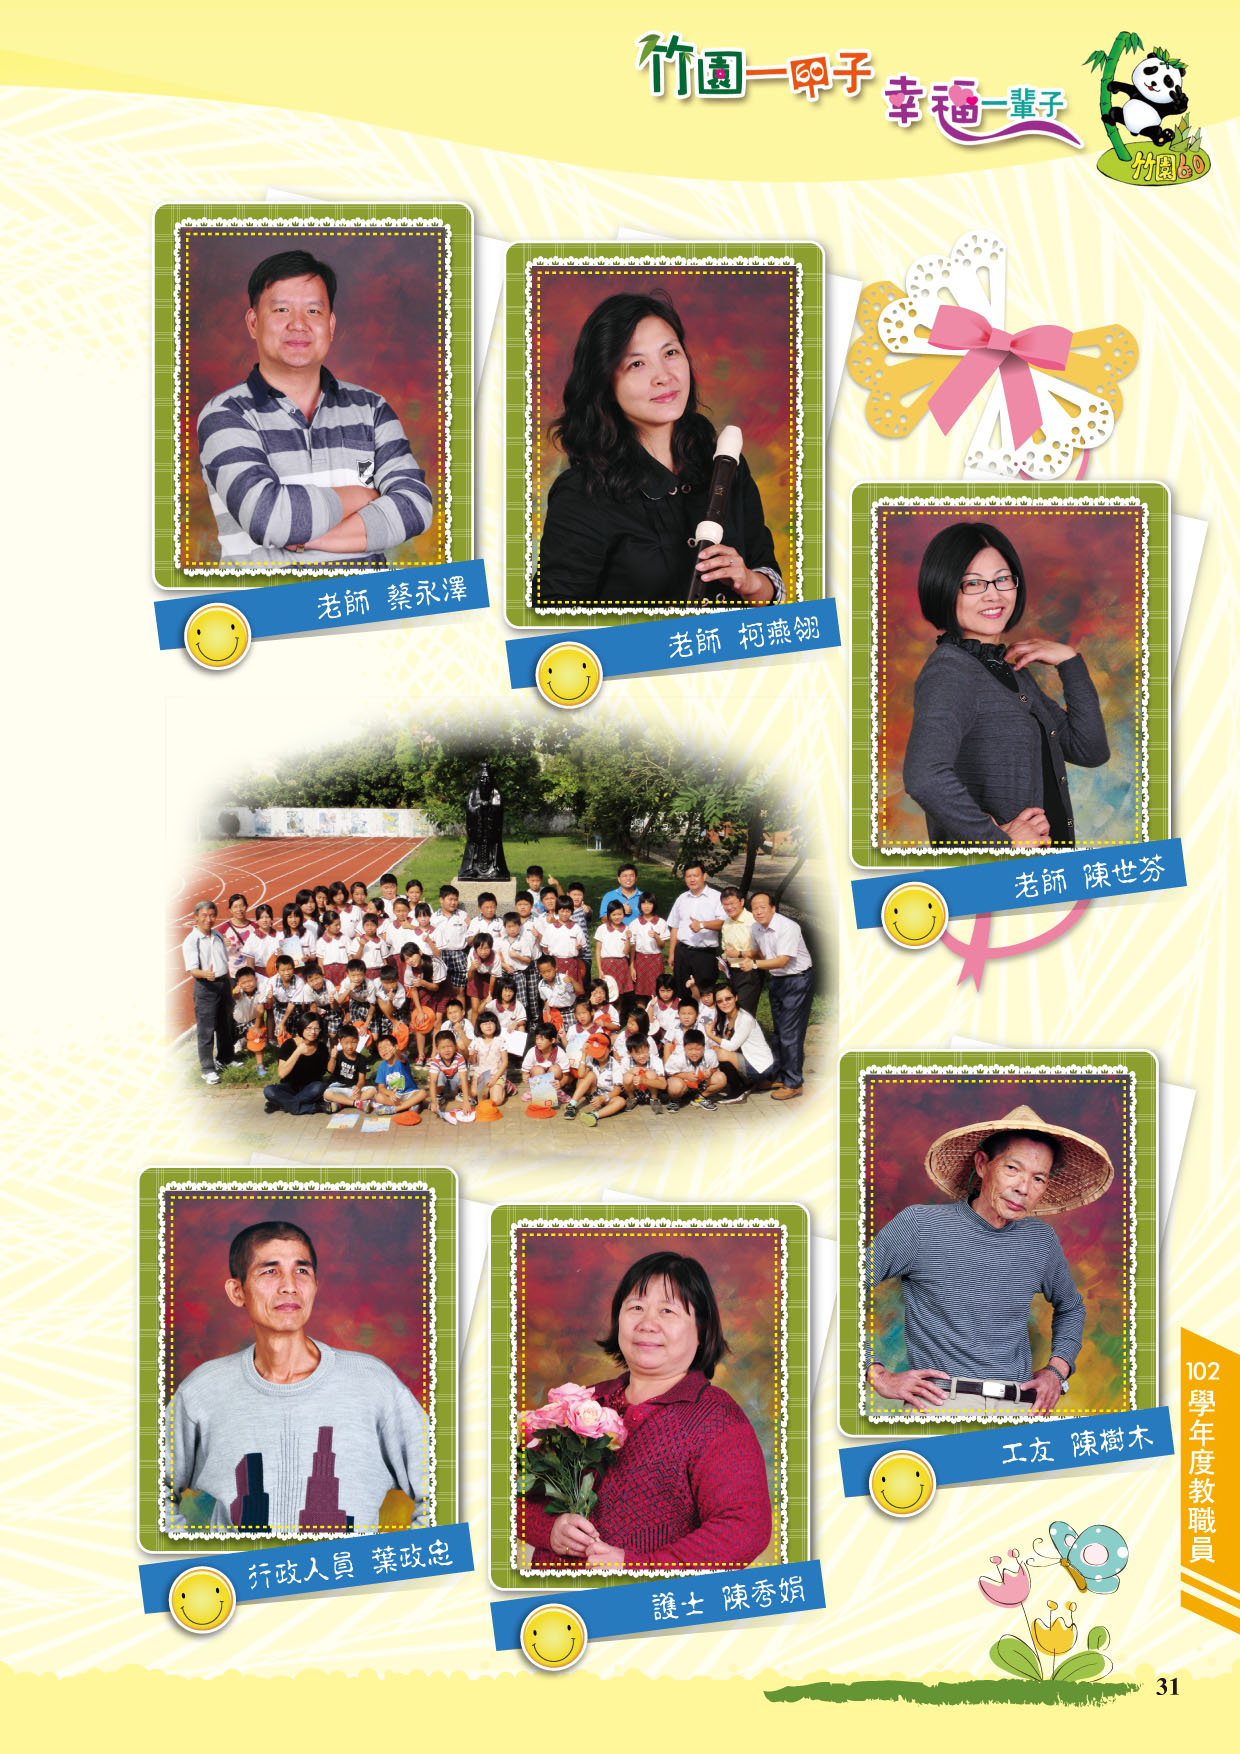 竹園一甲子
幸福一輩子
竹園60
老師 蔡永澤
老師 柯燕翎
老師 陳世芬
工友 陳樹木
行政人員 葉政忠
護士 陳秀娟
102學年度教職員
31